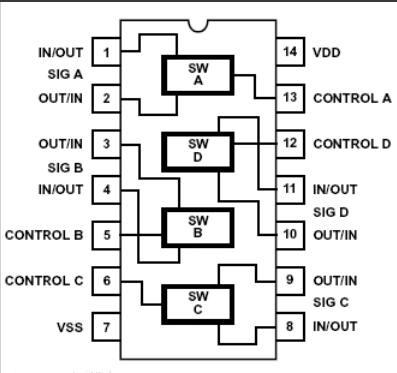 IN/OUT 1 14 VDD
SIG A SW A
OUT/IN 2 13 CONTROL A
OUT/IN 3 12 CONTROL D
SIG B SW D
IN/OUT 4 11 IN/OUT
SIG D
CONTROL B 5 SW B 10 OUT/IN
CONTROL C 6 9 OUT/IN
SW C SIG C
VSS 7 8 IN/OUT